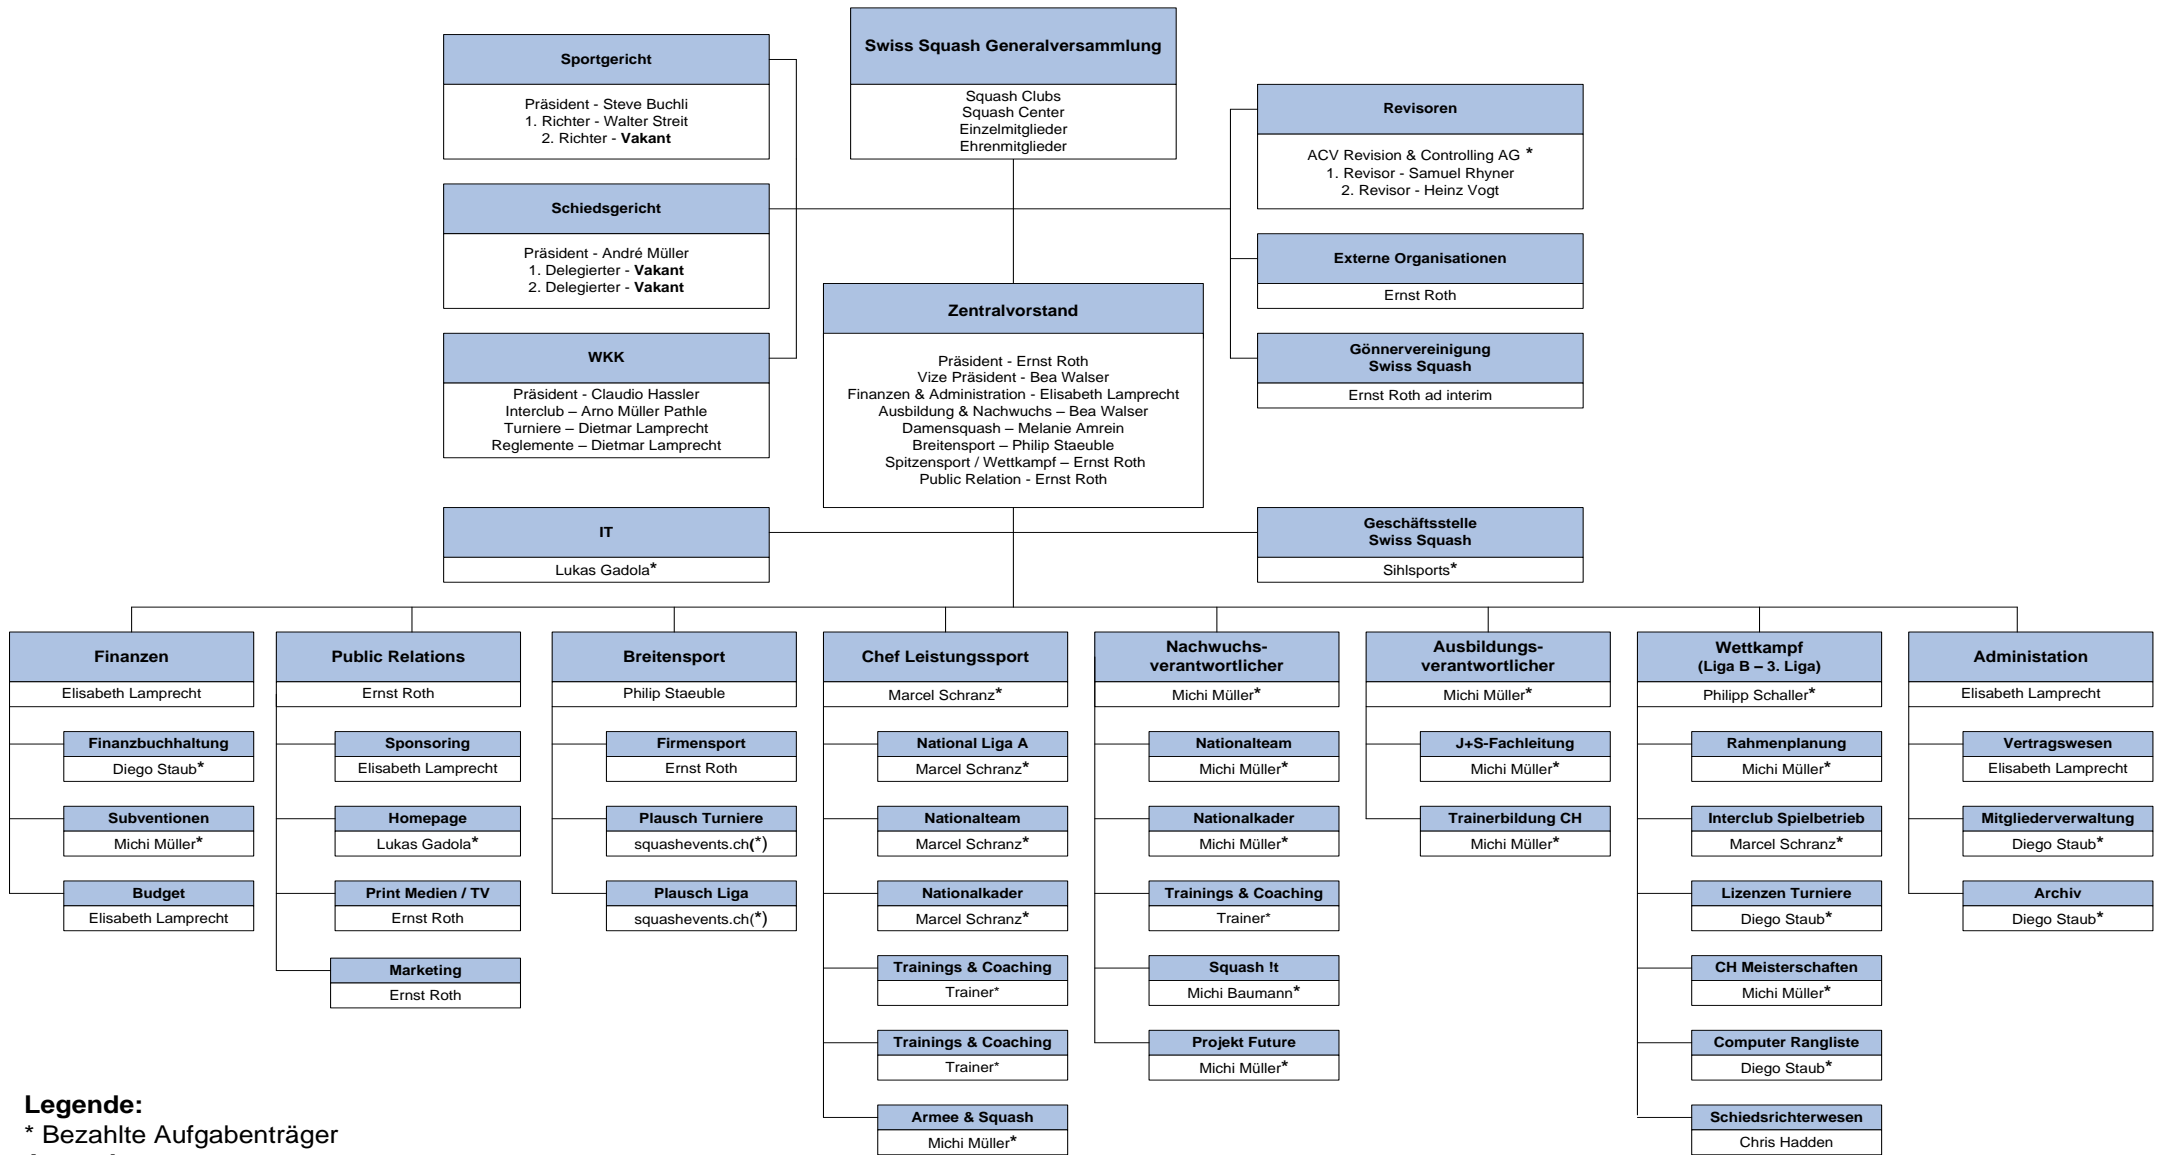 Swiss Squash Generalversammlung
Squash Clubs
Squash Center
Einzelmitglieder
Ehrenmitglieder
Sportgericht
Präsident - Steve Buchli
1. Richter - Walter Streit
2. Richter - Vakant
Schiedsgericht
Präsident - André Müller
1. Delegierter - Vakant
2. Delegierter - Vakant
WKK
Präsident - Claudio Hassler
Interclub – Arno Müller Pathle
Turniere – Dietmar Lamprecht
Reglemente – Dietmar Lamprecht
Revisoren
ACV Revision & Controlling AG *
1. Revisor - Samuel Rhyner
2. Revisor - Heinz Vogt
Externe Organisationen
Ernst Roth
Gönnervereinigung
Swiss Squash
Ernst Roth ad interim
Zentralvorstand
Präsident - Ernst Roth
Vize Präsident - Bea Walser
Finanzen & Administration - Elisabeth Lamprecht
Ausbildung & Nachwuchs – Bea Walser
Damensquash – Melanie Amrein
Breitensport – Philip Staeuble
Spitzensport / Wettkampf – Ernst Roth
Public Relation - Ernst Roth
IT
Lukas Gadola*
Geschäftsstelle
Swiss Squash
Sihlsports*
Finanzen
Elisabeth Lamprecht
Finanzbuchhaltung
Diego Staub*
Subventionen
Michi Müller*
Budget
Elisabeth Lamprecht
Public Relations
Ernst Roth
Sponsoring
Elisabeth Lamprecht
Homepage
Lukas Gadola*
Print Medien / TV
Ernst Roth
Marketing
Ernst Roth
Breitensport
Philip Staeuble
Firmensport
Ernst Roth
Plausch Turniere
squashevents.ch(*)
Plausch Liga
squashevents.ch(*)
Chef Leistungssport
Marcel Schranz*
National Liga A
Marcel Schranz*
Nationalteam
Marcel Schranz*
Nationalkader
Marcel Schranz*
Trainings & Coaching
Trainer*
Trainings & Coaching
Trainer*
Armee & Squash
Michi Müller*
Nachwuchs-
verantwortlicher
Michi Müller*
Nationalteam
Michi Müller*
Nationalkader
Michi Müller*
Trainings & Coaching
Trainer*
Squash !t
Michi Baumann*
Projekt Future
Michi Müller*
Ausbildungs-
verantwortlicher
Michi Müller*
J+S-Fachleitung
Michi Müller*
Trainerbildung CH
Michi Müller*
Wettkampf
(Liga B – 3. Liga)
Philipp Schaller*
Rahmenplanung
Michi Müller*
Interclub Spielbetrieb
Marcel Schranz*
Lizenzen Turniere
Diego Staub*
CH Meisterschaften
Michi Müller*
Computer Rangliste
Diego Staub*
Schiedsrichterwesen
Chris Hadden
Administation
Elisabeth Lamprecht
Vertragswesen
Elisabeth Lamprecht
Mitgliederverwaltung
Diego Staub*
Archiv
Diego Staub*
Legende:
* Bezahlte Aufgabenträger